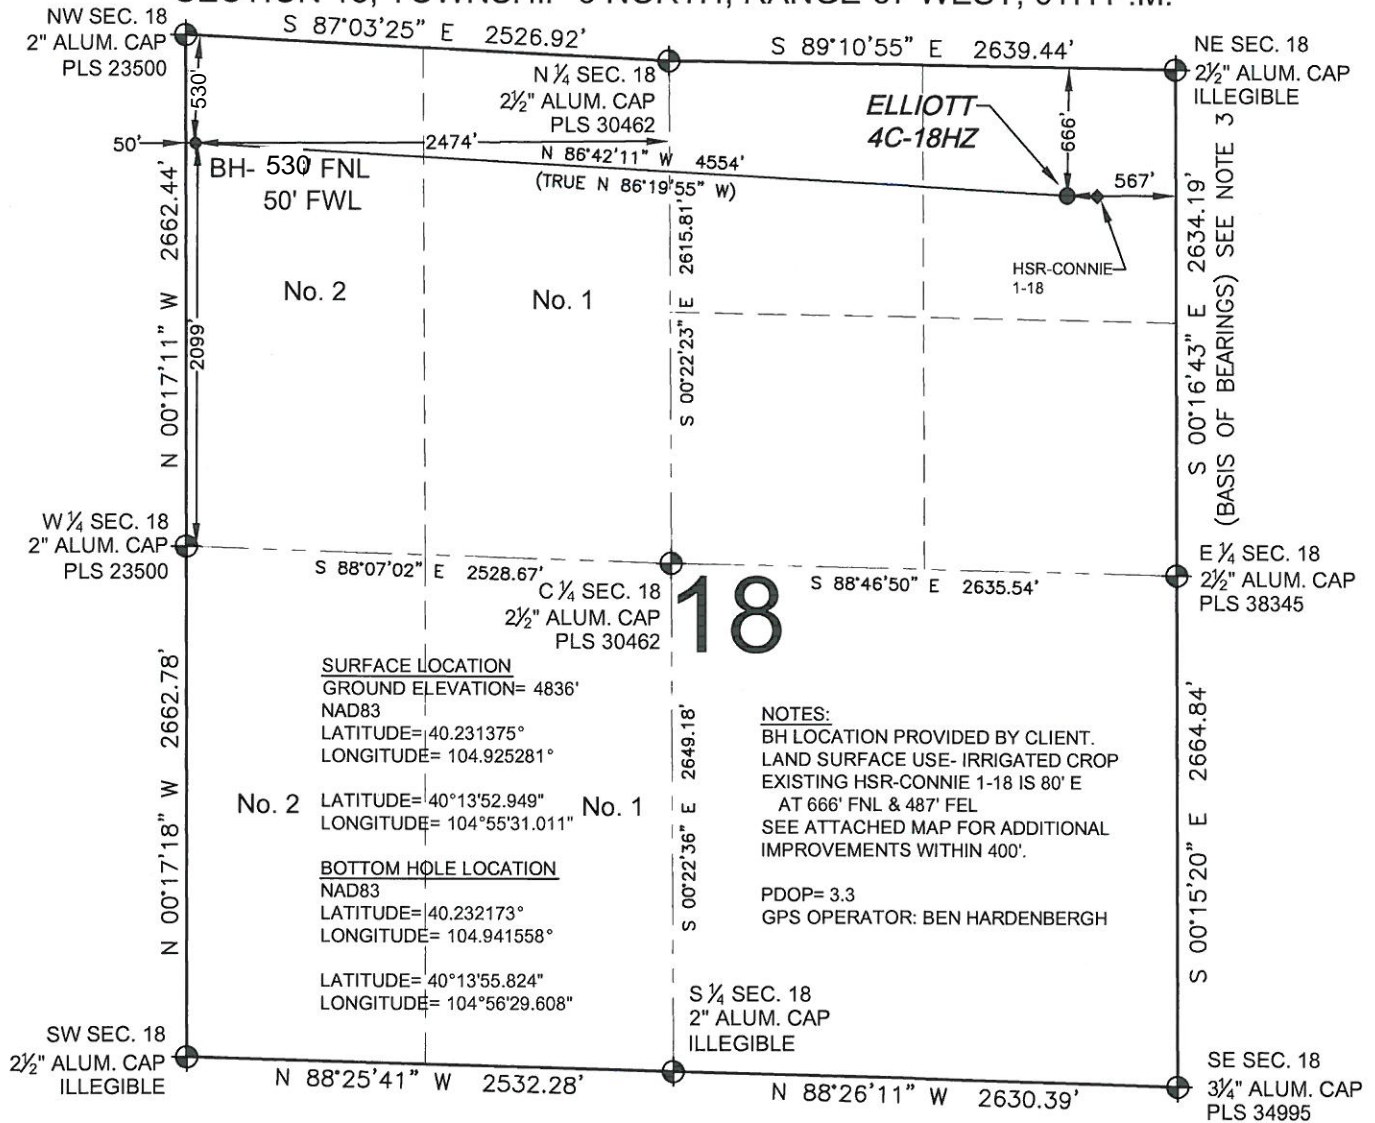 NW SEC. 18
2" ALUM. CAP
PLS 23500
S 87°03'25" E 2526.92'
S 89°10'55" E 2639.44'
NE SEC. 18
2½" ALUM. CAP
ILLEGIBLE
N ¼ SEC. 18
2½" ALUM. CAP
PLS 30462
530'
50'
2474'
ELLIOTT
4C-18HZ
666'
567'
BH- 530 FNL
50' FWL
N 86°42'11" W 4554'
(TRUE N 86°19'55" W)
HSR-CONNIE
1-18
N 00°17'11" W 2662.44'
2099'
No. 2
No. 1
S 00°22'23" E 2615.81'
S 00°16'43" E 2634.19'
(BASIS OF BEARINGS) SEE NOTE 3
W ¼ SEC. 18
2" ALUM. CAP
PLS 23500
S 88°07'02" E 2528.67'
C ¼ SEC. 18
2½" ALUM. CAP
PLS 30462
18
S 88°46'50" E 2635.54'
E ¼ SEC. 18
2½" ALUM. CAP
PLS 38345
N 00°17'18" W 2662.78'
SURFACE LOCATION
GROUND ELEVATION= 4836'
NAD83
LATITUDE= 40.231375°
LONGITUDE= 104.925281°
LATITUDE= 40°13'52.949"
LONGITUDE= 104°55'31.011"
No. 2
No. 1
BOTTOM HOLE LOCATION
NAD83
LATITUDE= 40.232173°
LONGITUDE= 104.941558°
LATITUDE= 40°13'55.824"
LONGITUDE= 104°56'29.608"
S 00°22'36" E 2649.18'
NOTES:
BH LOCATION PROVIDED BY CLIENT.
LAND SURFACE USE- IRRIGATED CROP
EXISTING HSR-CONNIE 1-18 IS 80' E
AT 666' FNL & 487' FEL
SEE ATTACHED MAP FOR ADDITIONAL
IMPROVEMENTS WITHIN 400'.
PDOP= 3.3
GPS OPERATOR: BEN HARDENBERGH
S 00°15'20" E 2664.84'
SW SEC. 18
2½" ALUM. CAP
ILLEGIBLE
N 88°25'41" W 2532.28'
S ¼ SEC. 18
2" ALUM. CAP
ILLEGIBLE
N 88°26'11" W 2630.39'
SE SEC. 18
3¼" ALUM. CAP
PLS 34995